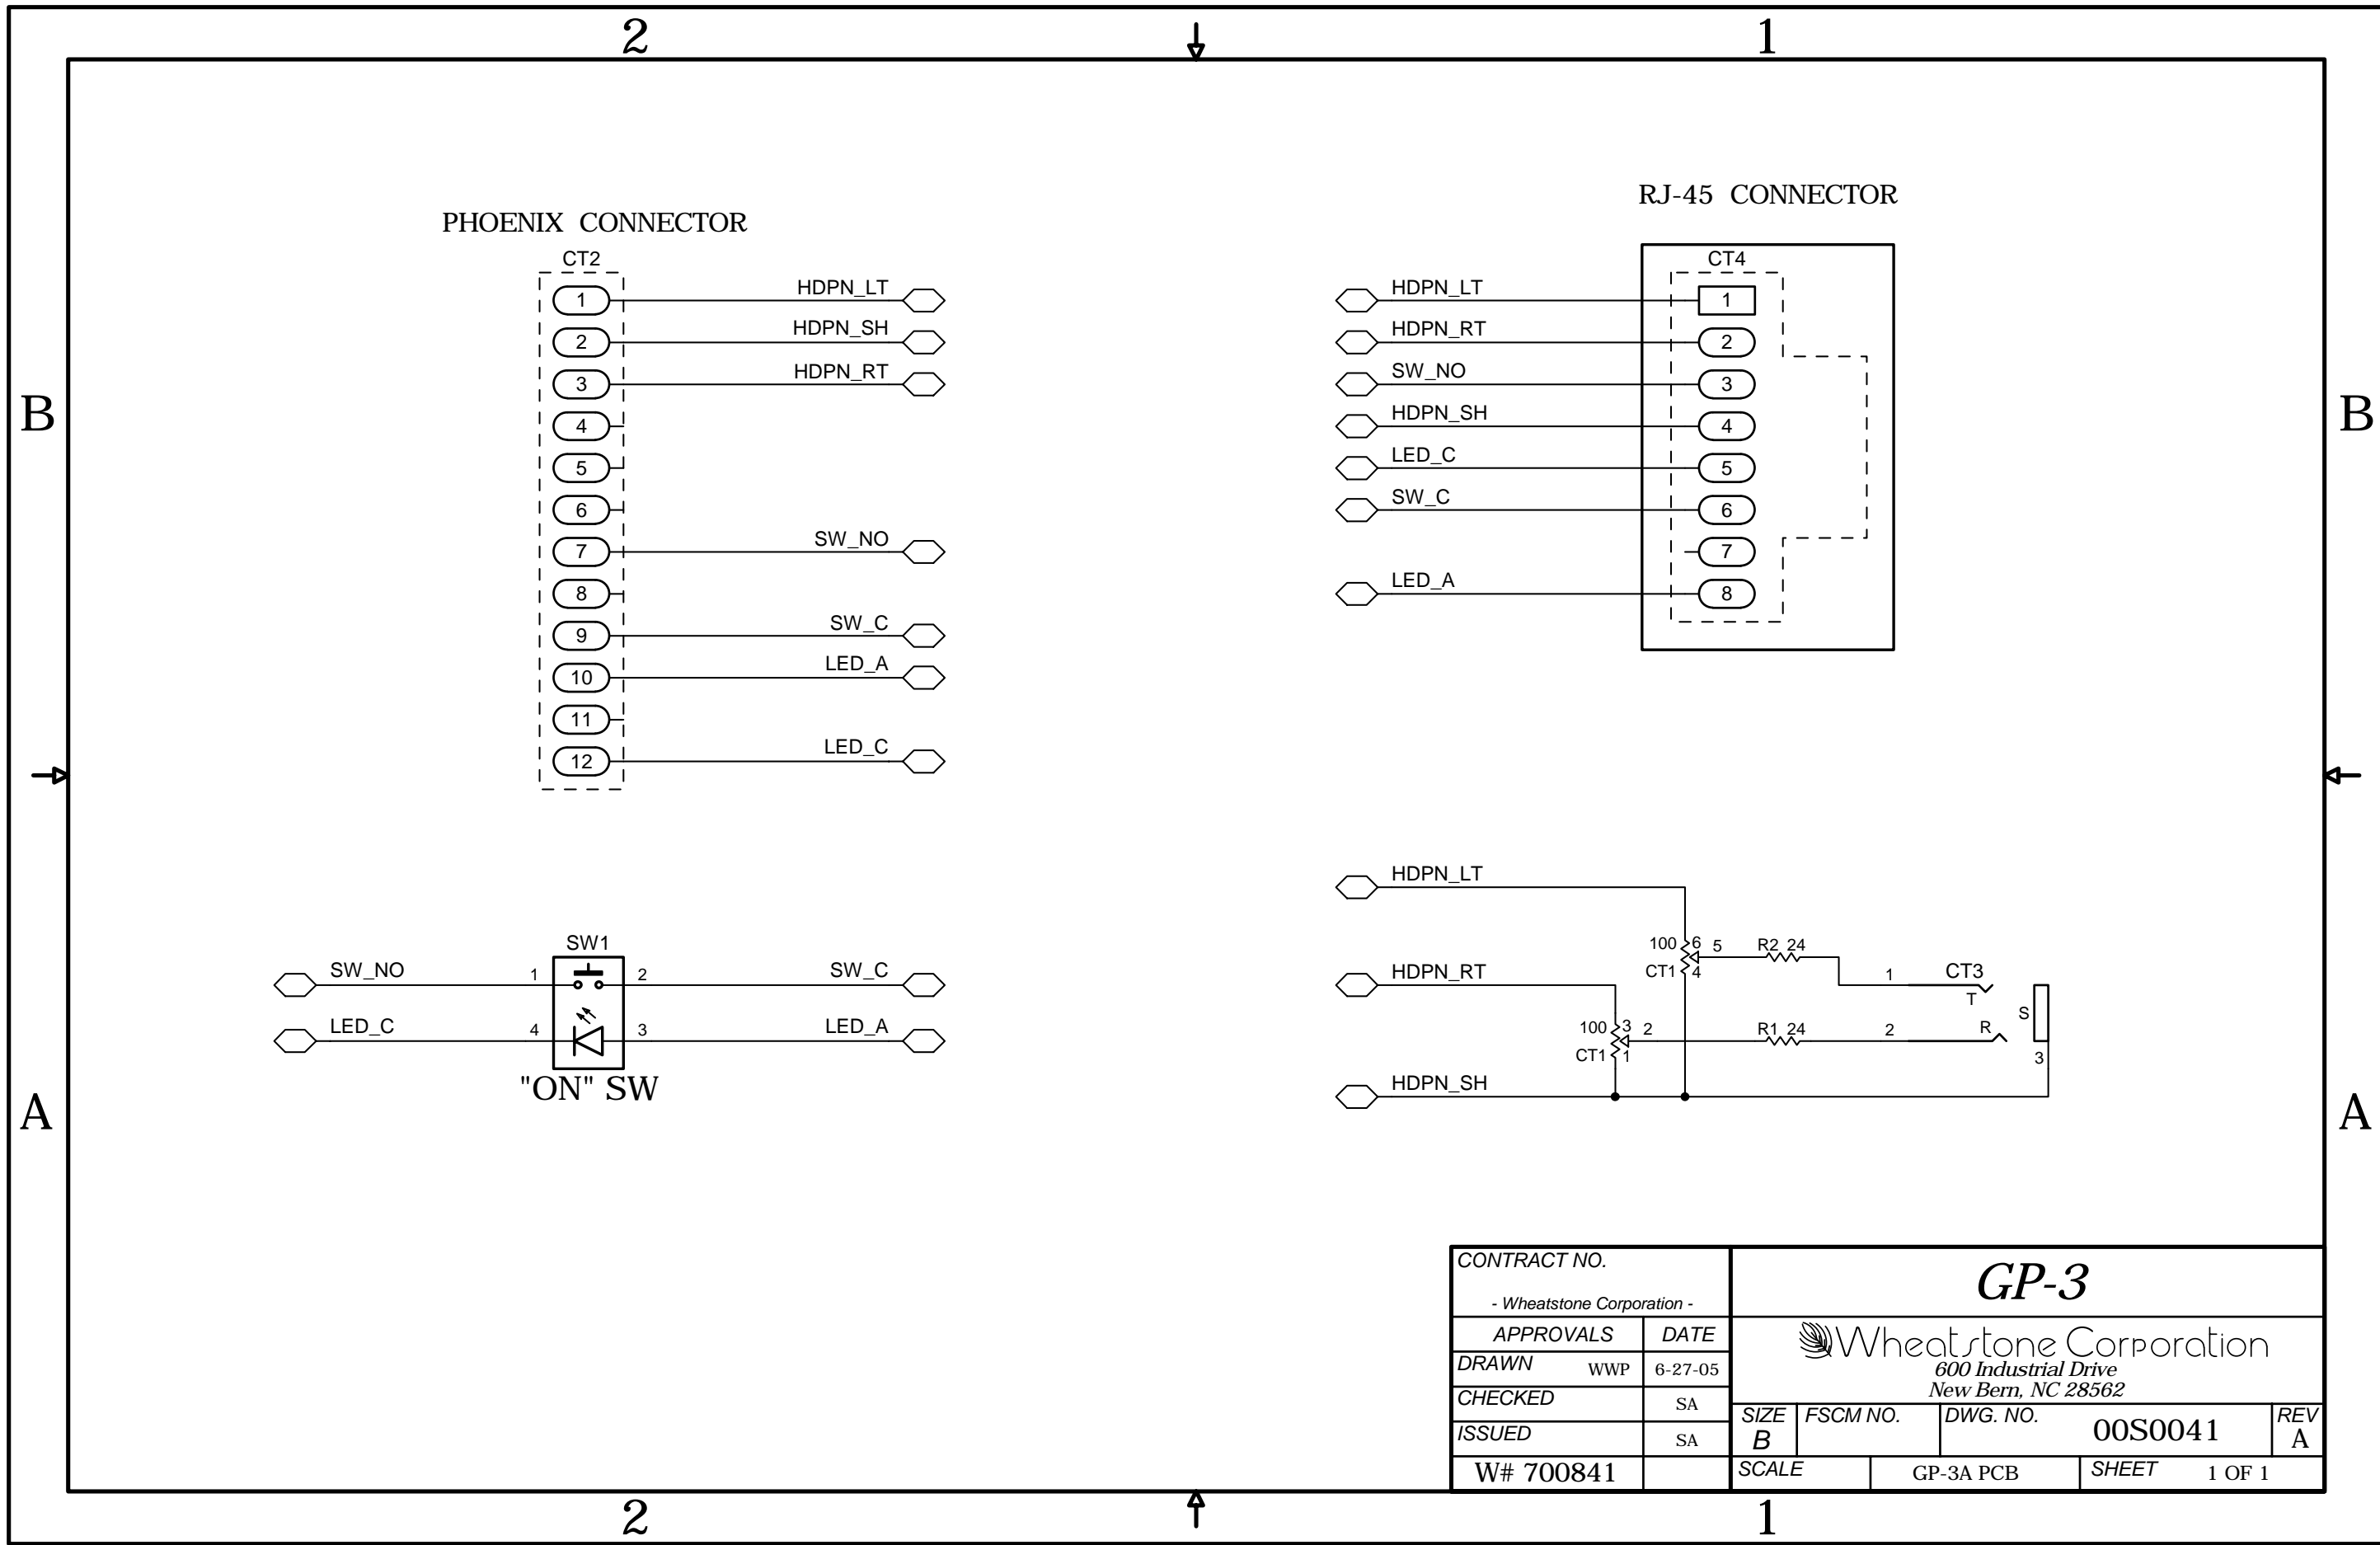 2 1
PHOENIX CONNECTOR
CT2
1 HDPN_LT
2 HDPN_SH
3 HDPN_RT
4
5
6
7 SW_NO
8
9 SW_C
10 LED_A
11
12 LED_C
RJ-45 CONNECTOR
CT4
HDPN_LT 1
HDPN_RT 2
SW_NO 3
HDPN_SH 4
LED_C 5
SW_C 6
7
LED_A 8
B B
SW1
SW_NO 1 2 SW_C
LED_C 4 3 LED_A
"ON" SW
HDPN_LT
100 6 5 R2 24
CT1 4
HDPN_RT
1 CT3
T
S
100 3 2 R1 24 2 R
CT1 1
3
HDPN_SH
A A
CONTRACT NO.
- Wheatstone Corporation -
APPROVALS DATE
DRAWN WWP 6-27-05
CHECKED SA
ISSUED SA
W# 700841
GP-3
Wheatstone Corporation
600 Industrial Drive
New Bern, NC 28562
SIZE FSCM NO. DWG. NO. REV
B 00S0041 A
SCALE GP-3A PCB SHEET 1 OF 1
2 1